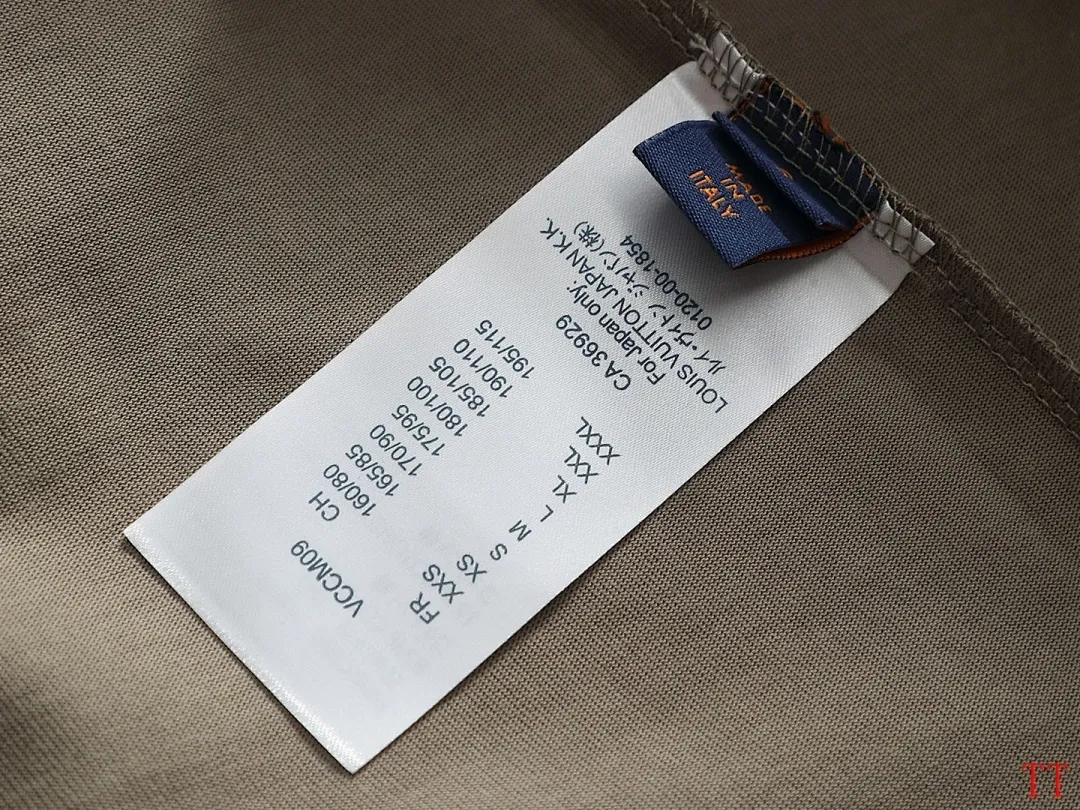 VCCM09
FR CH
XXS 160/80
XS 165/85
S 170/90
M 175/95
L 180/100
XL 185/105
XXL 190/110
XXXL 195/115
CA 36929
For Japan only:
LOUIS VUITTON JAPAN K.K.
ルイ・ヴィトン ジャパン(株)
0120-00-1854
MADE
IN
ITALY
TT